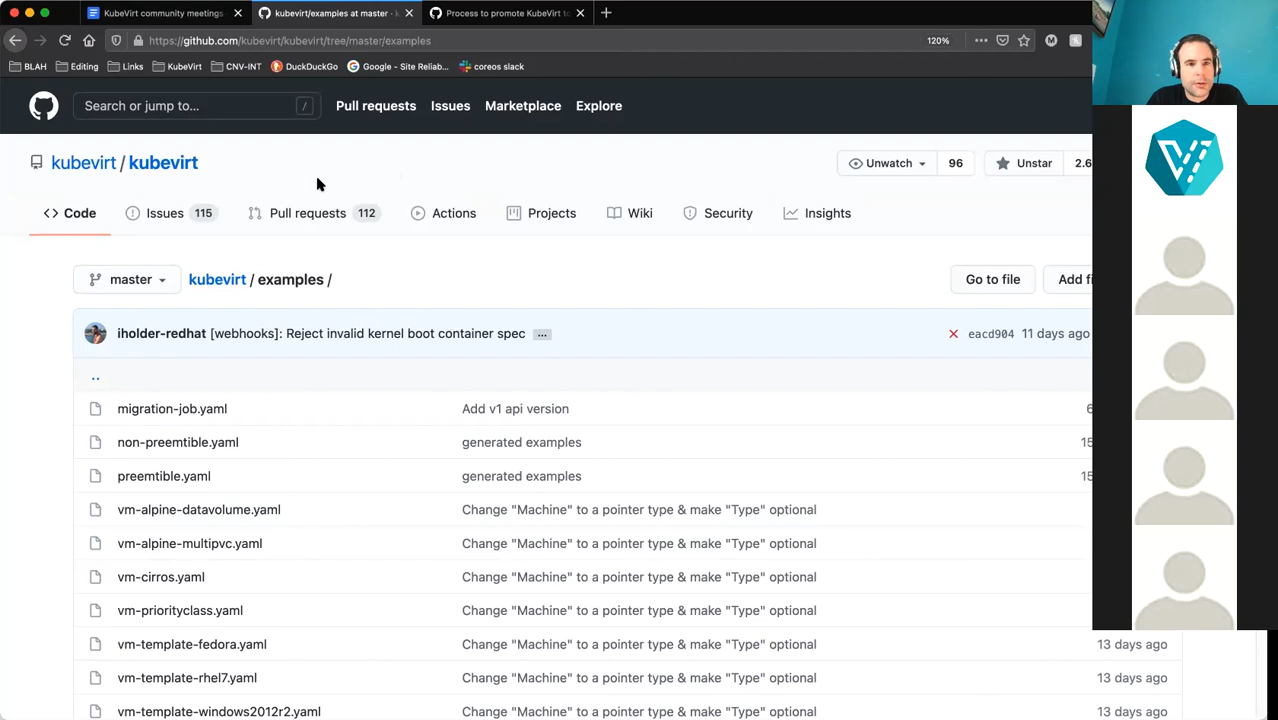 KubeVirt community meetings
kubevirt/examples at master · k
Process to promote KubeVirt to
https://github.com/kubevirt/kubevirt/tree/master/examples
120%
BLAH
Editing
Links
KubeVirt
CNV-INT
DuckDuckGo
Google - Site Reliab...
coreos slack
Search or jump to...
/
Pull requests
Issues
Marketplace
Explore
kubevirt / kubevirt
Unwatch
96
Unstar
2.6
Code
Issues 115
Pull requests 112
Actions
Projects
Wiki
Security
Insights
master
kubevirt / examples /
Go to file
Add fi
iholder-redhat [webhooks]: Reject invalid kernel boot container spec ...
eacd904 11 days ago
..
migration-job.yaml Add v1 api version 6
non-preemtible.yaml generated examples 15
preemtible.yaml generated examples 15
vm-alpine-datavolume.yaml Change "Machine" to a pointer type & make "Type" optional
vm-alpine-multipvc.yaml Change "Machine" to a pointer type & make "Type" optional
vm-cirros.yaml Change "Machine" to a pointer type & make "Type" optional
vm-priorityclass.yaml Change "Machine" to a pointer type & make "Type" optional
vm-template-fedora.yaml Change "Machine" to a pointer type & make "Type" optional 13 days ago
vm-template-rhel7.yaml Change "Machine" to a pointer type & make "Type" optional 13 days ago
vm-template-windows2012r2.yaml Change "Machine" to a pointer type & make "Type" optional 13 days ago